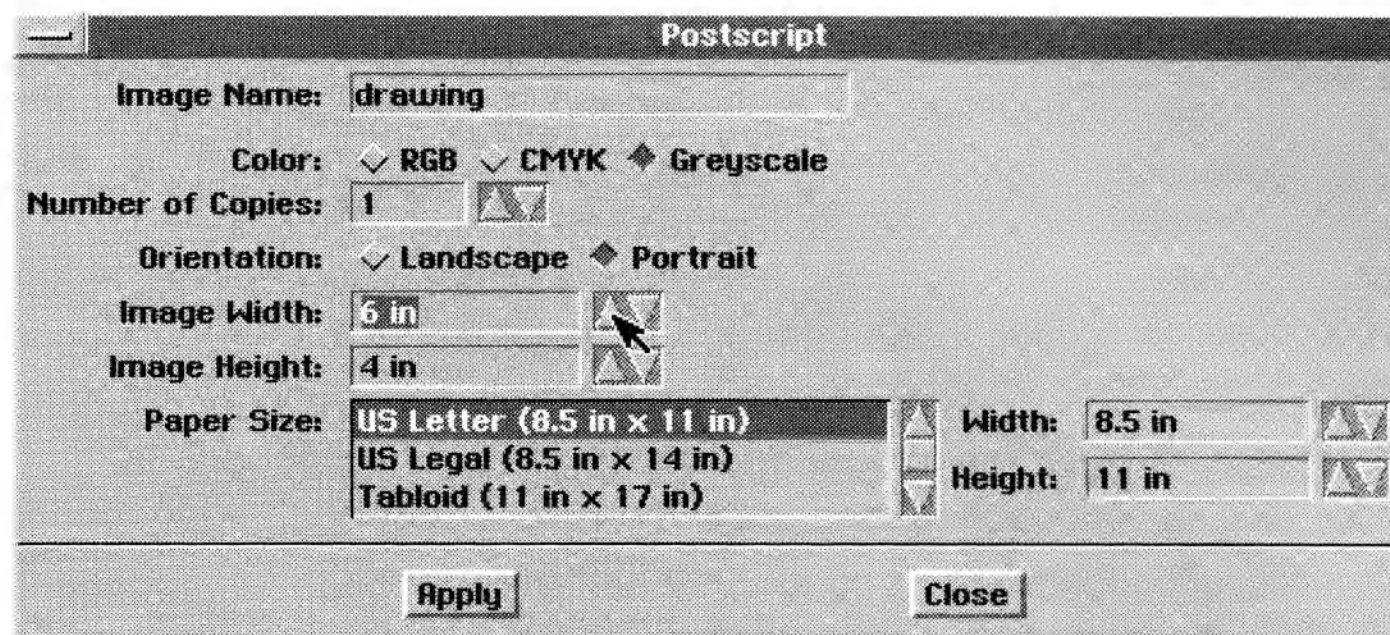 Postscript
Image Name: drawing
Color: RGB CMYK Greyscale
Number of Copies: 1
Orientation: Landscape Portrait
Image Width: 6 in
Image Height: 4 in
Paper Size: US Letter (8.5 in x 11 in) Width: 8.5 in
US Legal (8.5 in x 14 in)
Height: 11 in
Tabloid (11 in x 17 in)
Apply Close